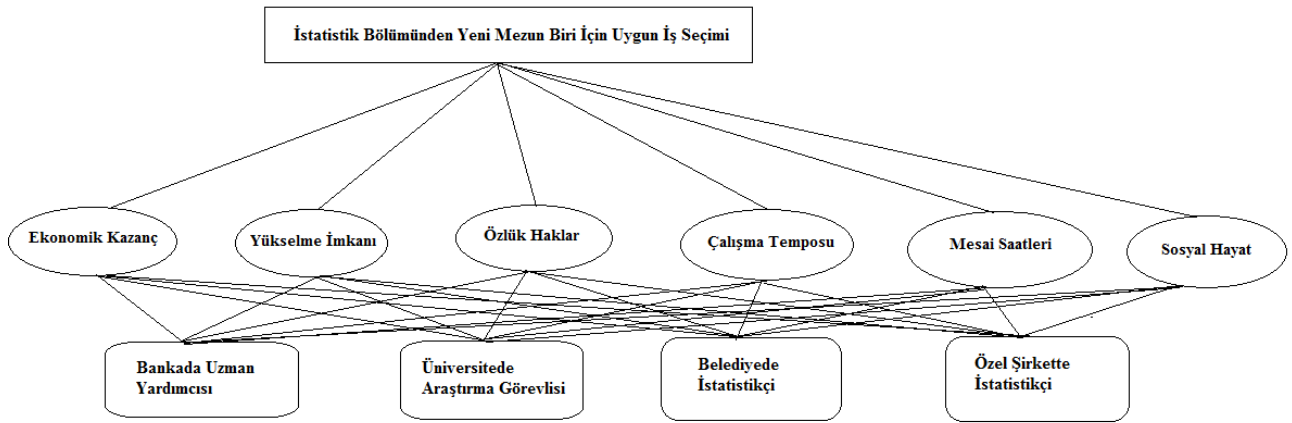 İstatistik Bölümünden Yeni Mezun Biri İçin Uygun İş Seçimi
Ekonomik Kazanç
Yükselme İmkanı
Özlük Haklar
Çalışma Temposu
Mesai Saatleri
Sosyal Hayat
Bankada Uzman
Yardımcısı
Üniversitede
Araştırma Görevlisi
Belediyede
İstatistikçi
Özel Şirkette
İstatistikçi